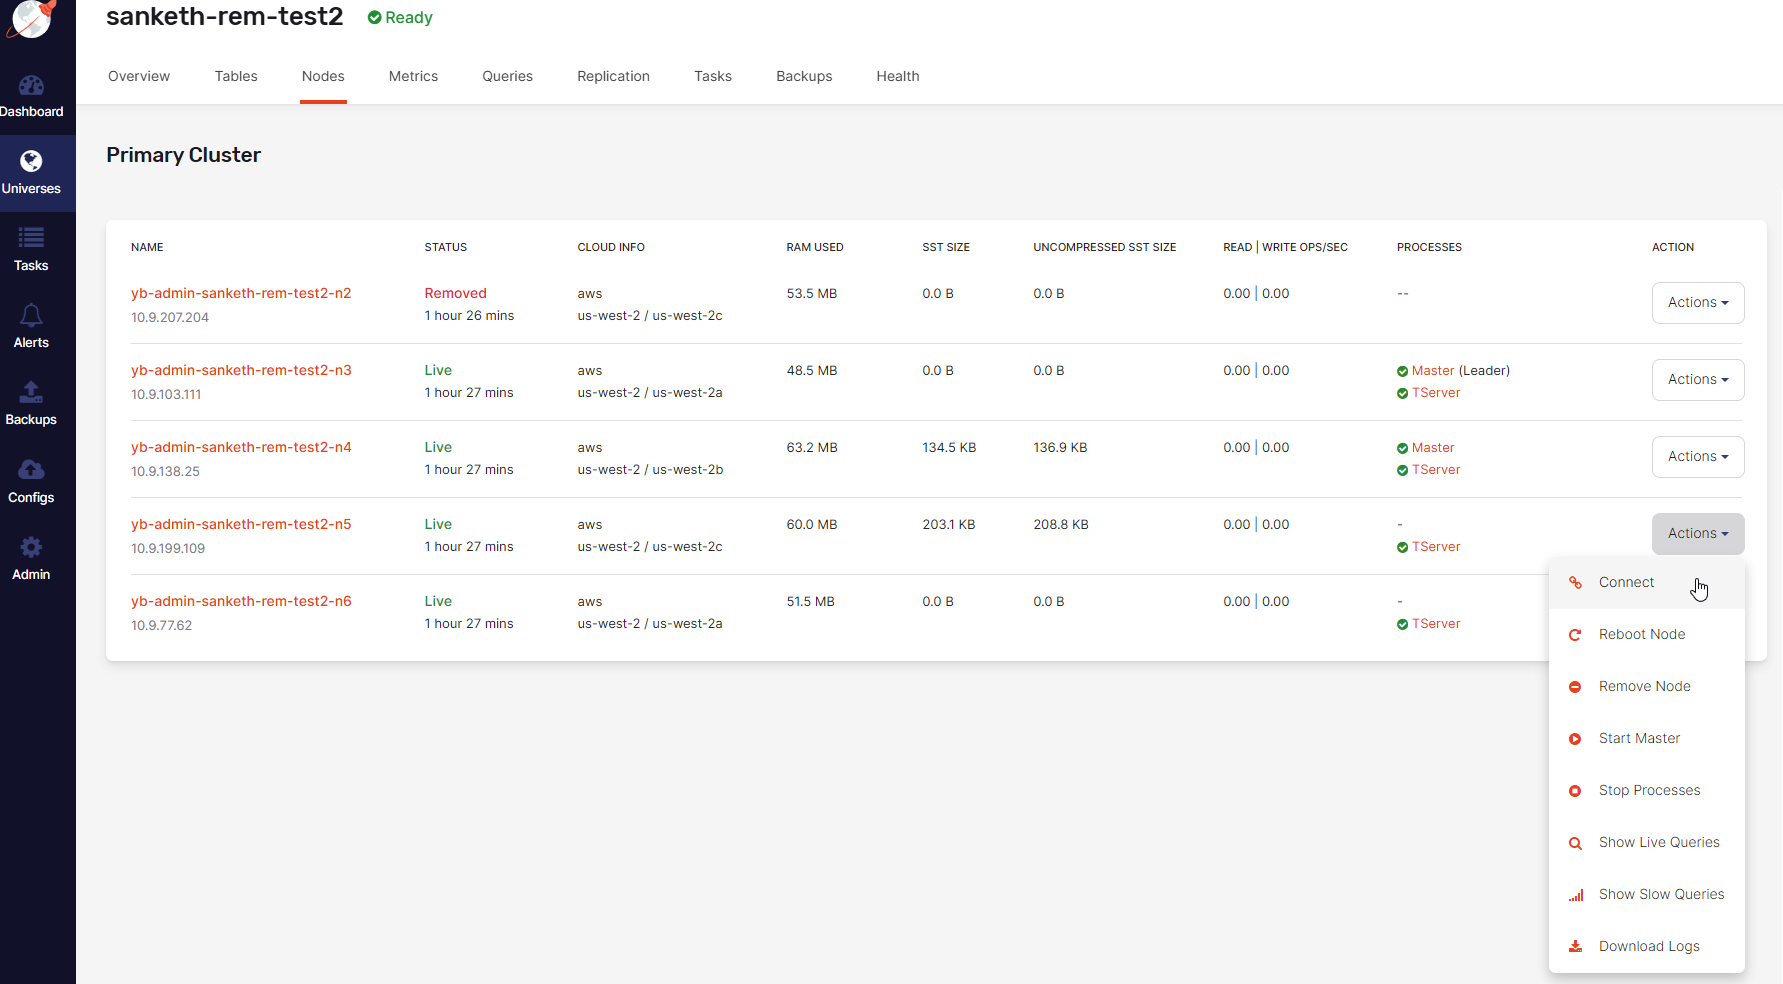 sanketh-rem-test2 Ready
Overview Tables Nodes Metrics Queries Replication Tasks Backups Health
Dashboard
Universes
Tasks
Alerts
Backups
Configs
Admin
Primary Cluster
NAME STATUS CLOUD INFO RAM USED SST SIZE UNCOMPRESSED SST SIZE READ | WRITE OPS/SEC PROCESSES ACTION
yb-admin-sanketh-rem-test2-n2 Removed aws 53.5 MB 0.0 B 0.0 B 0.00 | 0.00 -- Actions
10.9.207.204 1 hour 26 mins us-west-2 / us-west-2c
yb-admin-sanketh-rem-test2-n3 Live aws 48.5 MB 0.0 B 0.0 B 0.00 | 0.00 Master (Leader) Actions
10.9.103.111 1 hour 27 mins us-west-2 / us-west-2a TServer
yb-admin-sanketh-rem-test2-n4 Live aws 63.2 MB 134.5 KB 136.9 KB 0.00 | 0.00 Master Actions
10.9.138.25 1 hour 27 mins us-west-2 / us-west-2b TServer
yb-admin-sanketh-rem-test2-n5 Live aws 60.0 MB 203.1 KB 208.8 KB 0.00 | 0.00 - Actions
10.9.199.109 1 hour 27 mins us-west-2 / us-west-2c TServer
yb-admin-sanketh-rem-test2-n6 Live aws 51.5 MB 0.0 B 0.0 B 0.00 | 0.00 -
10.9.77.62 1 hour 27 mins us-west-2 / us-west-2a TServer
Connect
Reboot Node
Remove Node
Start Master
Stop Processes
Show Live Queries
Show Slow Queries
Download Logs